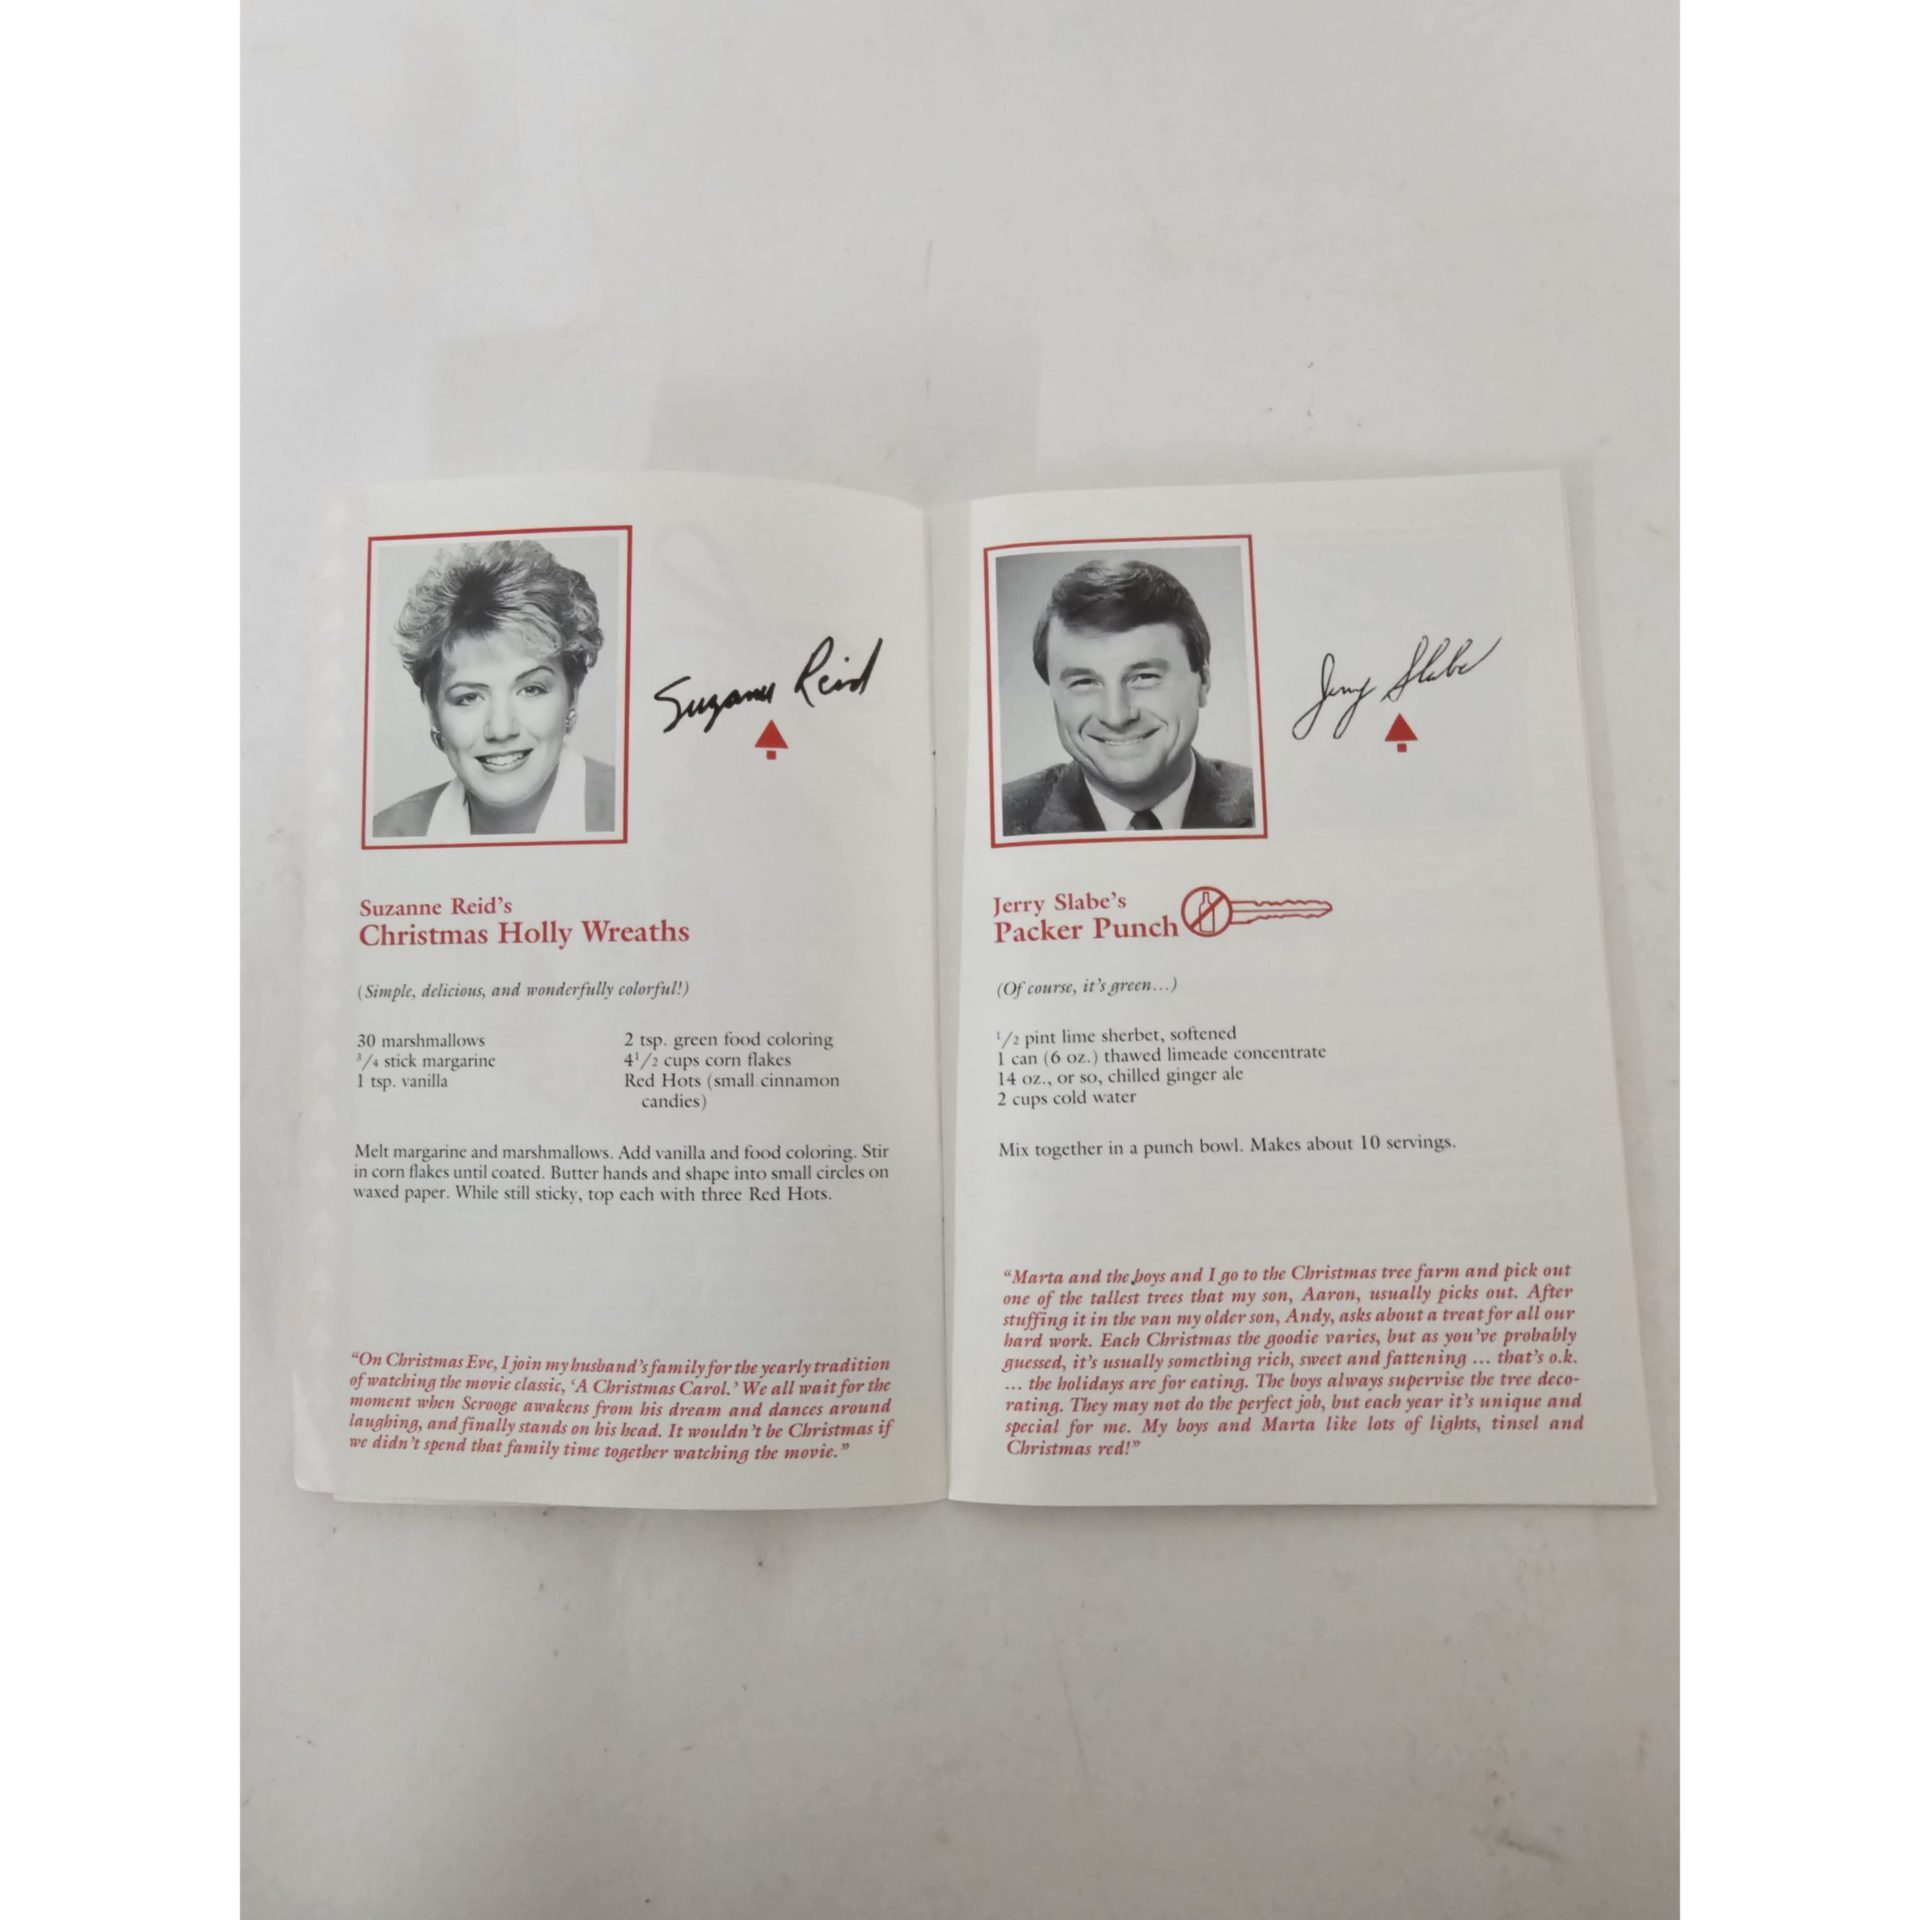 Suzanne Reid
Suzanne Reid's
Christmas Holly Wreaths
(Simple, delicious, and wonderfully colorful!)
30 marshmallows
3/4 stick margarine
1 tsp. vanilla
2 tsp. green food coloring
4 1/2 cups corn flakes
Red Hots (small cinnamon
candies)
Melt margarine and marshmallows. Add vanilla and food coloring. Stir
in corn flakes until coated. Butter hands and shape into small circles on
waxed paper. While still sticky, top each with three Red Hots.
"On Christmas Eve, I join my husband's family for the yearly tradition
of watching the movie classic, 'A Christmas Carol.' We all wait for the
moment when Scrooge awakens from his dream and dances around
laughing, and finally stands on his head. It wouldn't be Christmas if
we didn't spend that family time together watching the movie."
Jerry Slabe
Jerry Slabe's
Packer Punch
(Of course, it's green...)
1/2 pint lime sherbet, softened
1 can (6 oz.) thawed limeade concentrate
14 oz., or so, chilled ginger ale
2 cups cold water
Mix together in a punch bowl. Makes about 10 servings.
"Marta and the boys and I go to the Christmas tree farm and pick out
one of the tallest trees that my son, Aaron, usually picks out. After
stuffing it in the van my older son, Andy, asks about a treat for all our
hard work. Each Christmas the goodie varies, but as you've probably
guessed, it's usually something rich, sweet and fattening ... that's o.k.
... the holidays are for eating. The boys always supervise the tree deco-
rating. They may not do the perfect job, but each year it's unique and
special for me. My boys and Marta like lots of lights, tinsel and
Christmas red!"